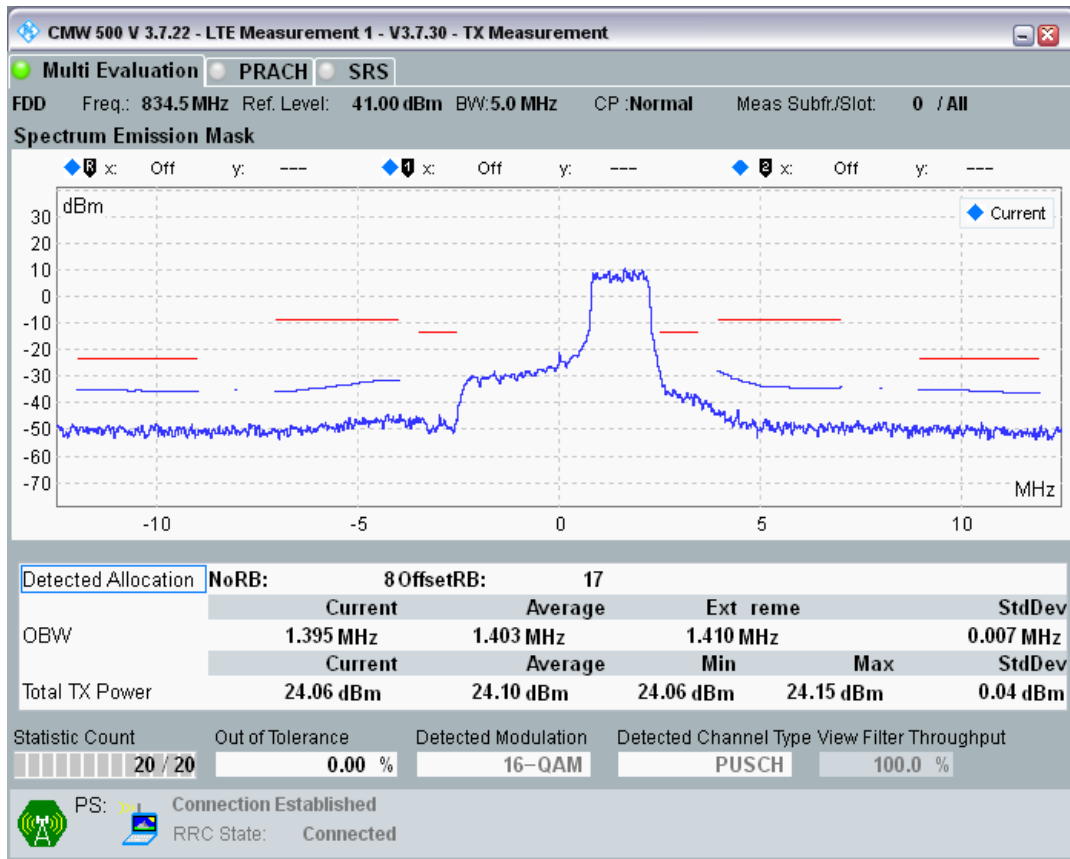 CMW 500 V 3.7.22 - LTE Measurement 1 - V3.7.30 - TX Measurement
Multi Evaluation PRACH SRS
FDD Freq.: 834.5 MHz Ref. Level: 41.00 dBm BW:5.0 MHz CP :Normal Meas Subfr./Slot: 0 / All
Spectrum Emission Mask
R x: Off y: --- 1 x: Off y: --- 2 x: Off y: ---
dBm
Current
30
20
10
0
-10
-20
-30
-40
-50
-60
-70
MHz
-10 -5 0 5 10
Detected Allocation NoRB: 8 OffsetRB: 17
Current Average Ext reme StdDev
OBW 1.395 MHz 1.403 MHz 1.410 MHz 0.007 MHz
Current Average Min Max StdDev
Total TX Power 24.06 dBm 24.10 dBm 24.06 dBm 24.15 dBm 0.04 dBm
Statistic Count Out of Tolerance Detected Modulation Detected Channel Type View Filter Throughput
20 / 20 0.00 % 16-QAM PUSCH 100.0 %
PS: Connection Established
RRC State: Connected